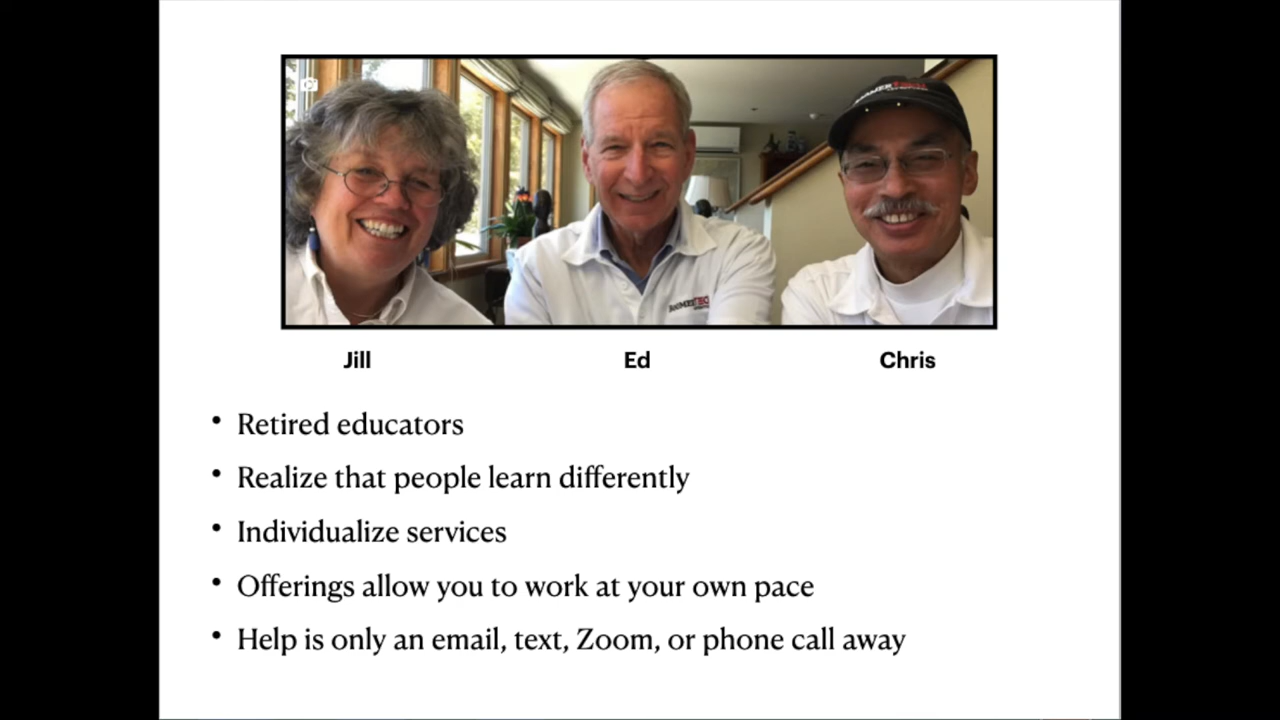 Jill
Ed
Chris
• Retired educators
• Realize that people learn differently
• Individualize services
• Offerings allow you to work at your own pace
• Help is only an email, text, Zoom, or phone call away